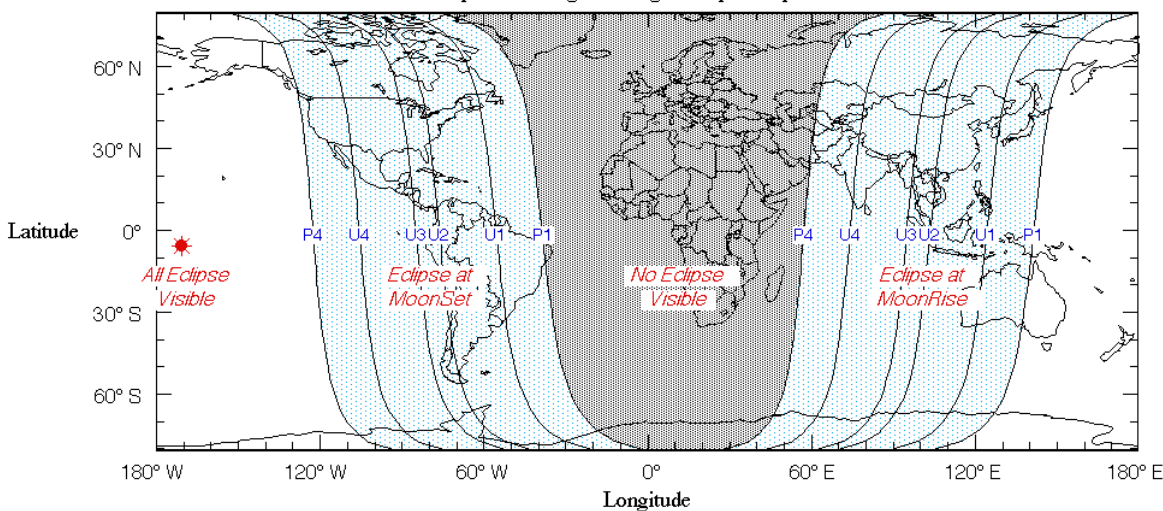 60° N
30° N
Latitude
0°
P4 U4 U3 U2 U1 P1 P4 U4 U3 U2 U1 P1
All Eclipse
Visible
Eclipse at
MoonSet
No Eclipse
Visible
Eclipse at
MoonRise
30° S
60° S
180° W 120° W 60° W 0° 60° E 120° E 180° E
Longitude